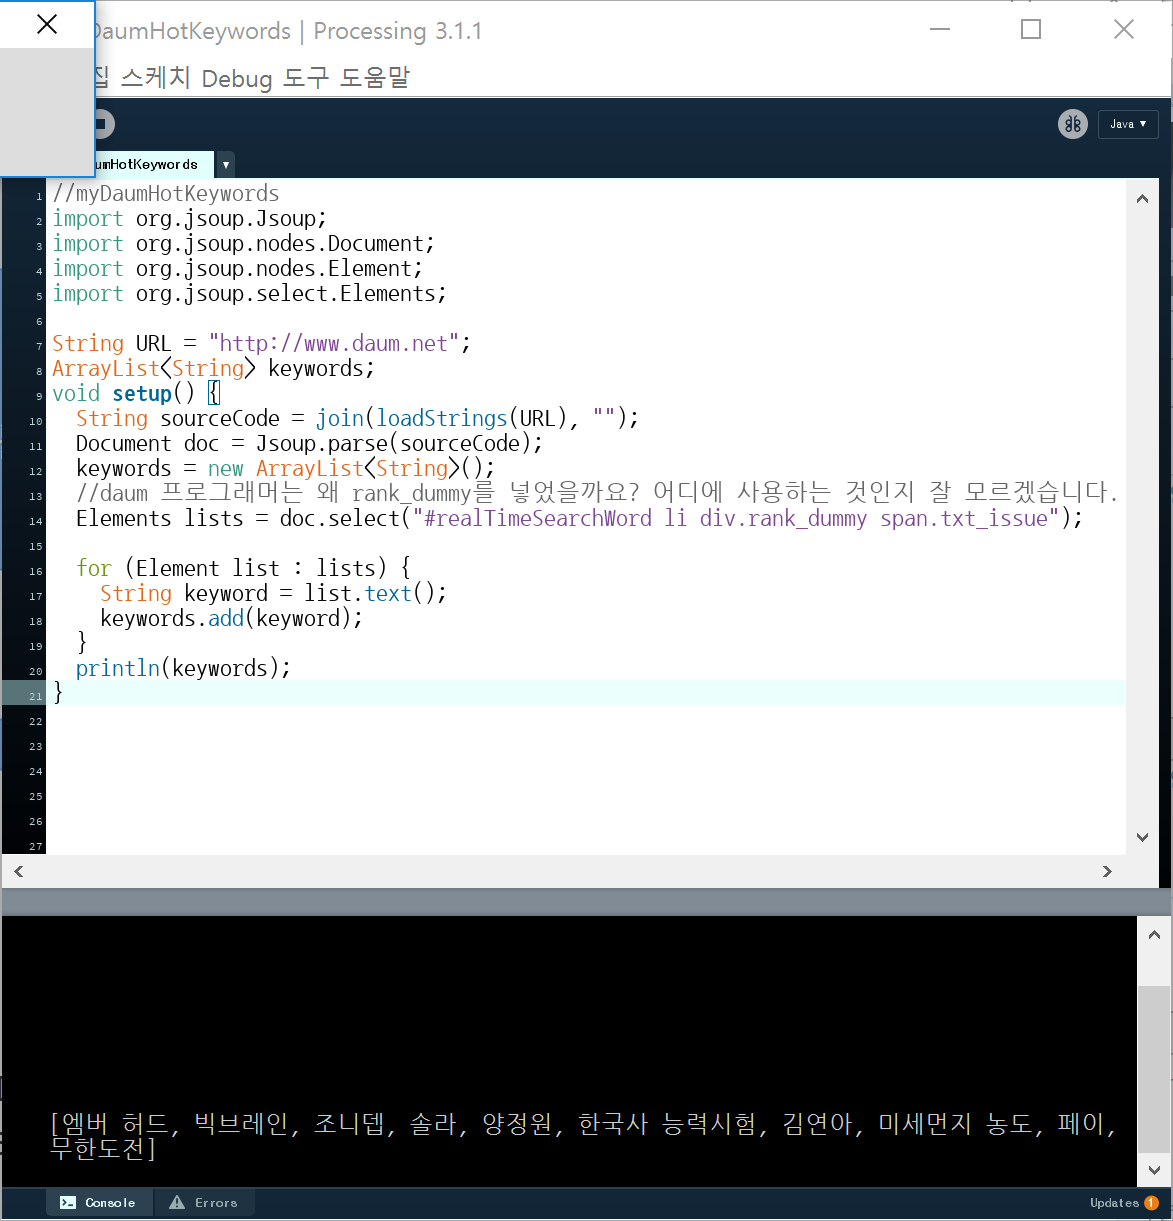 DaumHotKeywords | Processing 3.1.1
집 스케치 Debug 도구 도움말
Java ▼
umHotKeywords ▼
1 //myDaumHotKeywords
2 import org.jsoup.Jsoup;
3 import org.jsoup.nodes.Document;
4 import org.jsoup.nodes.Element;
5 import org.jsoup.select.Elements;
6
7 String URL = "http://www.daum.net";
8 ArrayList<String> keywords;
9 void setup() {
10 String sourceCode = join(loadStrings(URL), "");
11 Document doc = Jsoup.parse(sourceCode);
12 keywords = new ArrayList<String>();
13 //daum 프로그래머는 왜 rank_dummy를 넣었을까요? 어디에 사용하는 것인지 잘 모르겠습니다.
14 Elements lists = doc.select("#realTimeSearchWord li div.rank_dummy span.txt_issue");
15
16 for (Element list : lists) {
17 String keyword = list.text();
18 keywords.add(keyword);
19 }
20 println(keywords);
21 }
22
23
24
25
26
27
[엠버 허드, 빅브레인, 조니뎁, 솔라, 양정원, 한국사 능력시험, 김연아, 미세먼지 농도, 페이,
무한도전]
Console Errors Updates 1